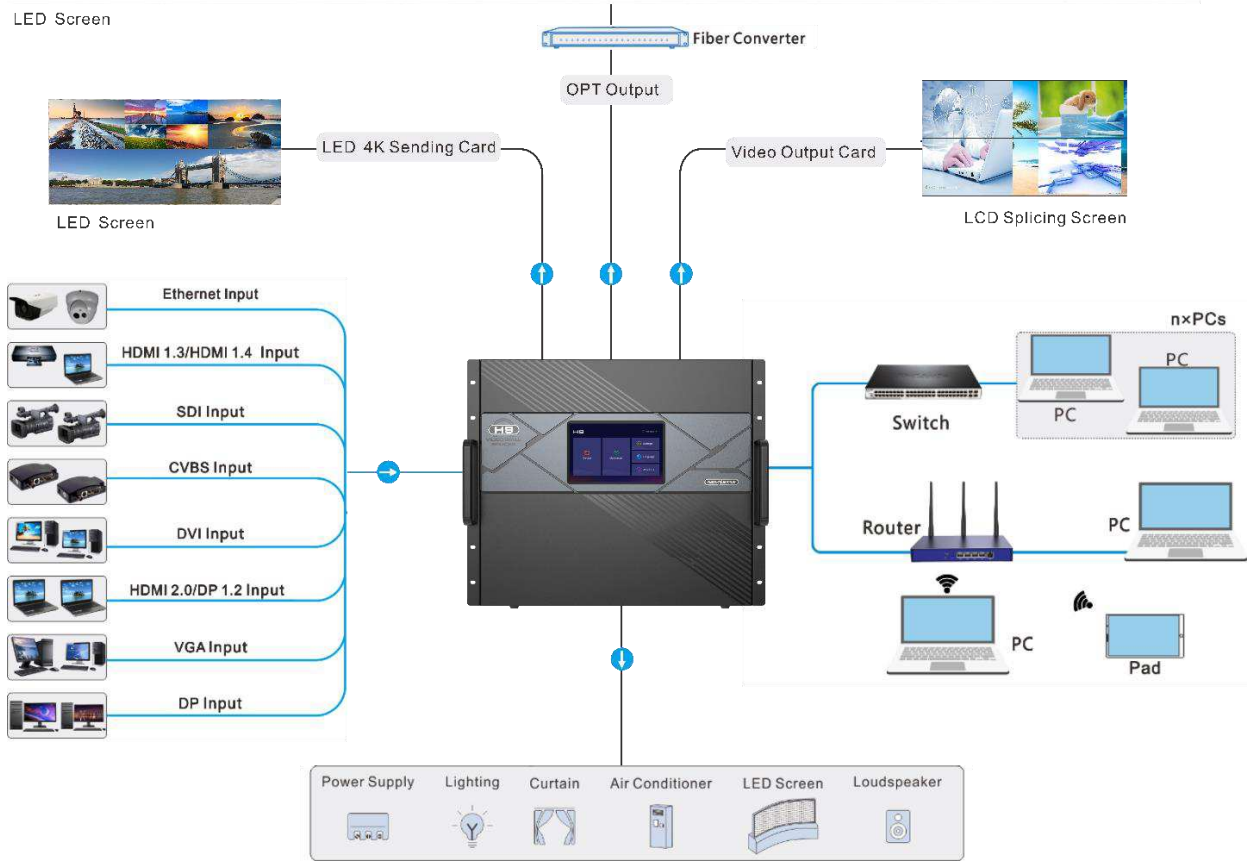 LED Screen
Fiber Converter
OPT Output
LED 4K Sending Card
Video Output Card
LED Screen
LCD Splicing Screen
Ethernet Input
HDMI 1.3/HDMI 1.4 Input
SDI Input
CVBS Input
DVI Input
HDMI 2.0/DP 1.2 Input
VGA Input
DP Input
H9
H9
n×PCs
PC
PC
Switch
Router
PC
PC
Pad
Power Supply
Lighting
Curtain
Air Conditioner
LED Screen
Loudspeaker